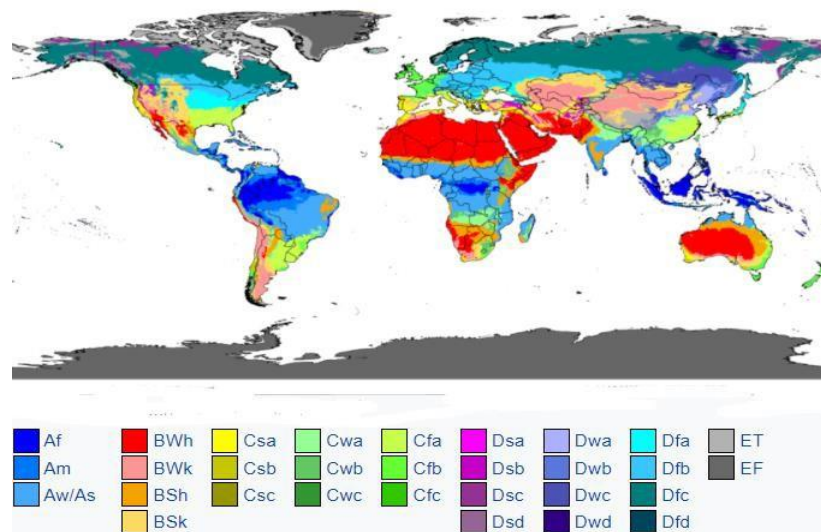 Af BWh Csa Cwa Cfa Dsa Dwa Dfa ET
Am BWk Csb Cwb Cfb Dsb Dwb Dfb EF
Aw/As BSh Csc Cwc Cfc Dsc Dwc Dfc
BSk Dsd Dwd Dfd